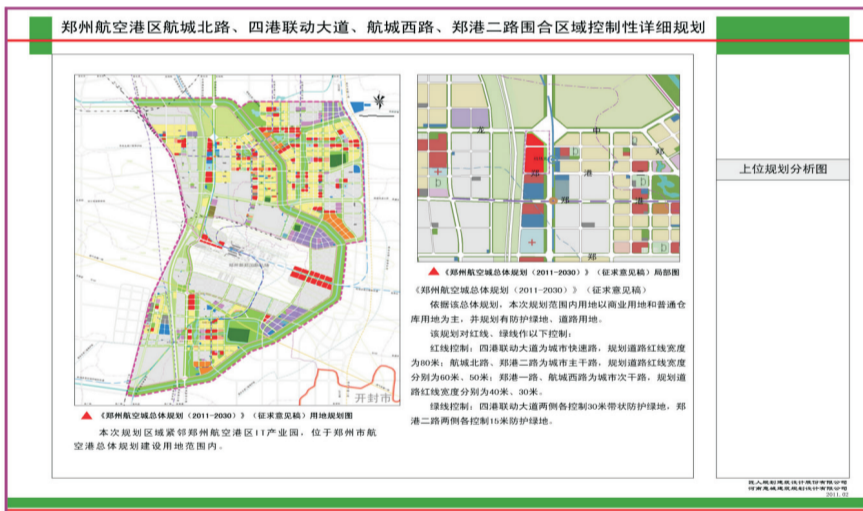 郑州航空港区航城北路、四港联动大道、航城西路、郑港二路围合区域控制性详细规划
上位规划分析图
龙 中 郑
郑 港
郑 港
郑
开封市
《郑州航空城总体规划（2011-2030）》（征求意见稿）用地规划图
本次规划区域紧邻郑州航空港区IT产业园，位于郑州市航
空港总体规划建设用地范围内。
《郑州航空城总体规划（2011-2030）》（征求意见稿）局部图
《郑州航空城总体规划（2011-2030）》（征求意见稿）
依据该总体规划，本次规划范围内用地以商业用地和普通仓
库用地为主，并规划有防护绿地、道路用地。
该规划对红线、绿线作以下控制：
红线控制：四港联动大道为城市快速路，规划道路红线宽度
为80米；航城北路、郑港二路为城市主干路，规划道路红线宽度
分别为60米、50米；郑港一路、航城西路为城市次干路，规划道
路红线宽度分别为40米、30米。
绿线控制：四港联动大道两侧各控制30米带状防护绿地，郑
港二路两侧各控制15米防护绿地。
2011.02